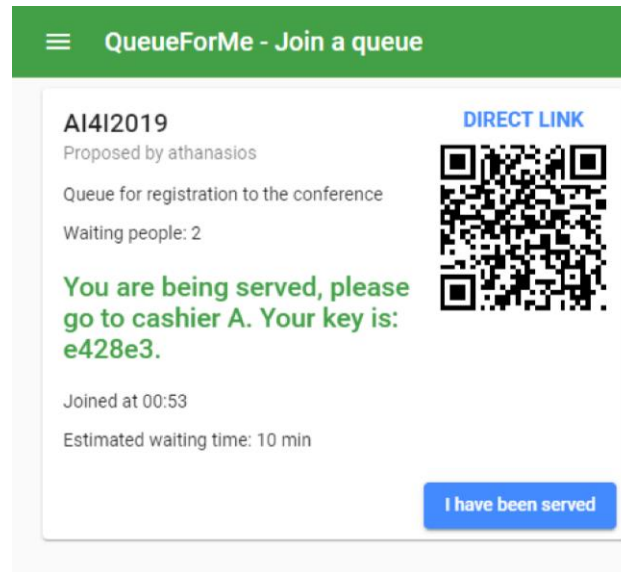 QueueForMe - Join a queue
AI4I2019
DIRECT LINK
Proposed by athanasios
Queue for registration to the conference
Waiting people: 2
You are being served, please
go to cashier A. Your key is:
e428e3.
Joined at 00:53
Estimated waiting time: 10 min
I have been served